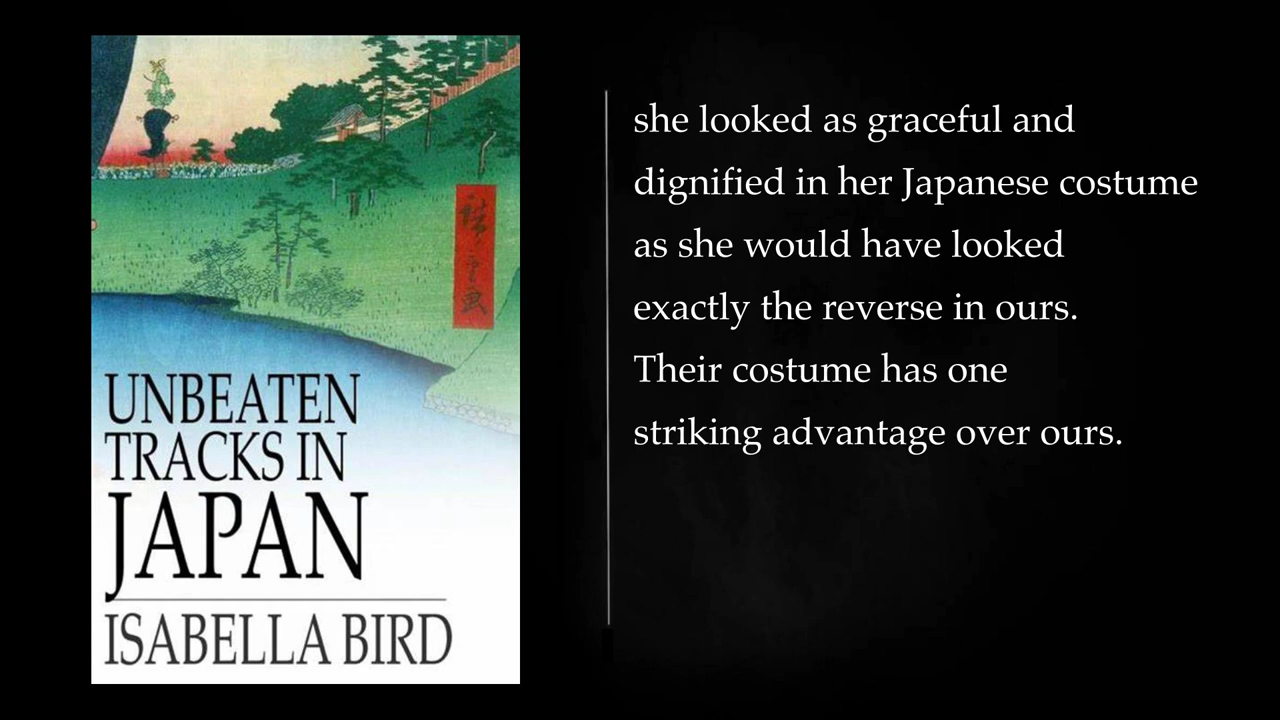 UNBEATEN
TRACKS IN
JAPAN
ISABELLA BIRD
she looked as graceful and
dignified in her Japanese costume
as she would have looked
exactly the reverse in ours.
Their costume has one
striking advantage over ours.